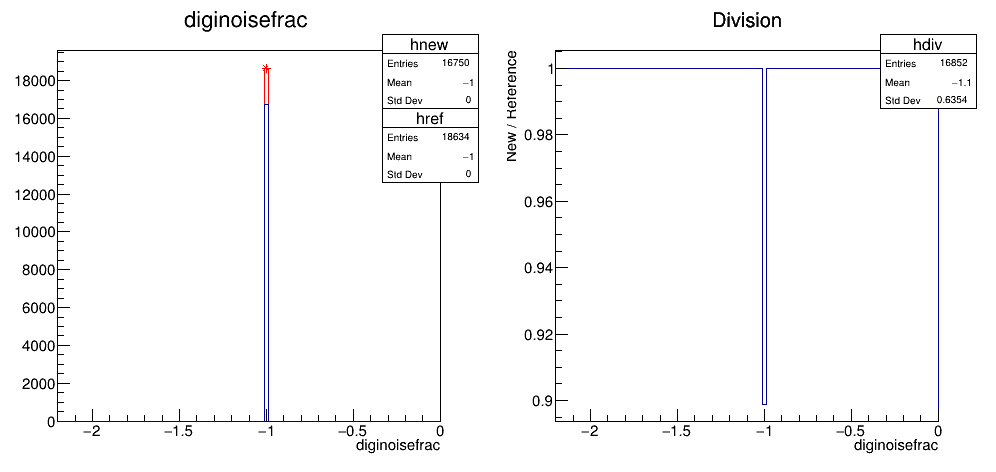 diginoisefrac
hnew
Entries 16750
Mean −1
Std Dev 0
href
Entries 18634
Mean −1
Std Dev 0
18000
16000
14000
12000
10000
8000
6000
4000
2000
0
−2 −1.5 −1 −0.5 0
diginoisefrac
Division
hdiv
Entries 16852
Mean −1.1
Std Dev 0.6354
New / Reference
1
0.98
0.96
0.94
0.92
0.9
−2 −1.5 −1 −0.5 0
diginoisefrac